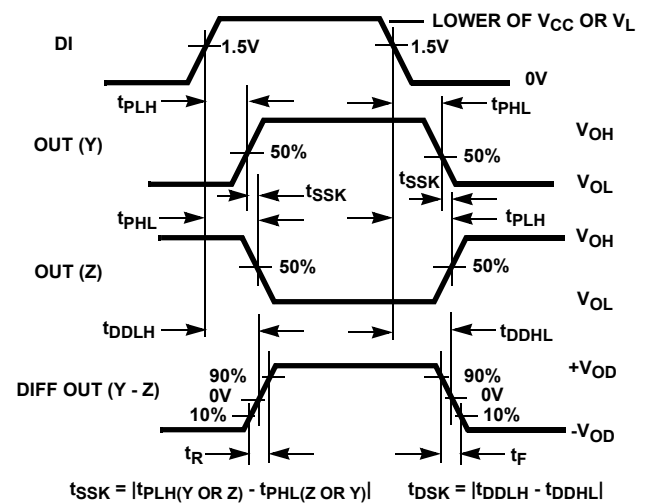 LOWER OF VCC OR VL
DI
1.5V
1.5V
0V
tPLH
tPHL
OUT (Y)
VOH
50%
50%
tSSK
tSSK
VOL
tPHL
tPLH
VOH
OUT (Z)
50%
50%
VOL
tDDLH
tDDHL
DIFF OUT (Y - Z)
90%
90%
+VOD
0V
0V
10%
10%
-VOD
tR
tF
tSSK = |tPLH(Y OR Z) - tPHL(Z OR Y)|
tDSK = |tDDLH - tDDHL|